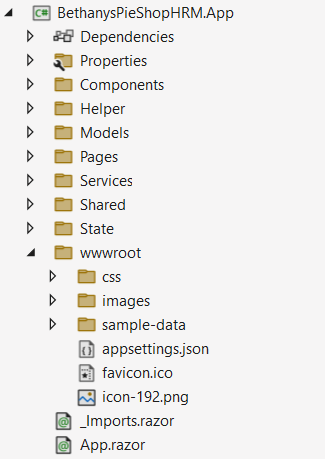 BethanysPieShopHRM.App
Dependencies
Properties
Components
Helper
Models
Pages
Services
Shared
State
wwwroot
css
images
sample-data
appsettings.json
favicon.ico
icon-192.png
_Imports.razor
App.razor